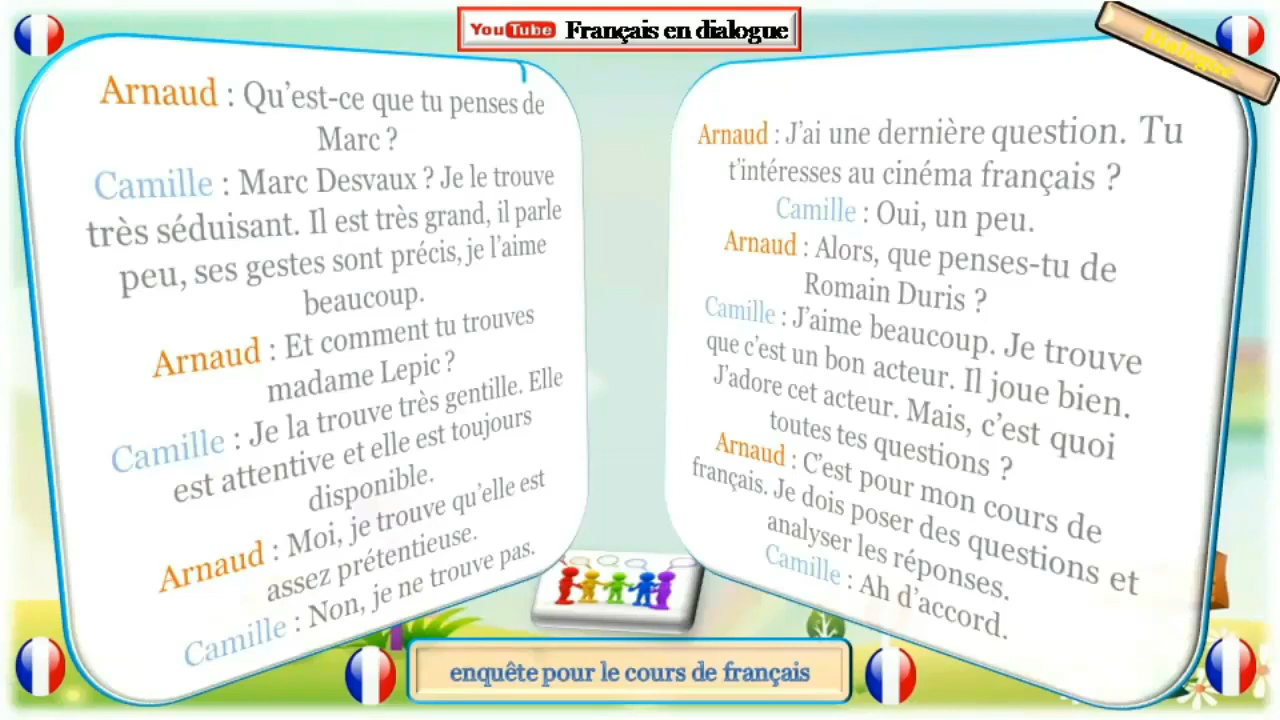 YouTube Français en dialogue
Dialogue
Arnaud : Qu'est-ce que tu penses de
Marc ?
Camille : Marc Desvaux ? Je le trouve
très séduisant. Il est très grand, il parle
peu, ses gestes sont précis, je l'aime
beaucoup.
Arnaud : Et comment tu trouves
madame Lepic ?
Camille : Je la trouve très gentille. Elle
est attentive et elle est toujours
disponible.
Arnaud : Moi, je trouve qu'elle est
assez prétentieuse.
Camille : Non, je ne trouve pas.
Arnaud : J'ai une dernière question. Tu
t'intéresses au cinéma français ?
Camille : Oui, un peu.
Arnaud : Alors, que penses-tu de
Romain Duris ?
Camille : J'aime beaucoup. Je trouve
que c'est un bon acteur. Il joue bien.
J'adore cet acteur. Mais, c'est quoi
toutes tes questions ?
Arnaud : C'est pour mon cours de
français. Je dois poser des questions et
analyser les réponses.
Camille : Ah d'accord.
enquête pour le cours de français